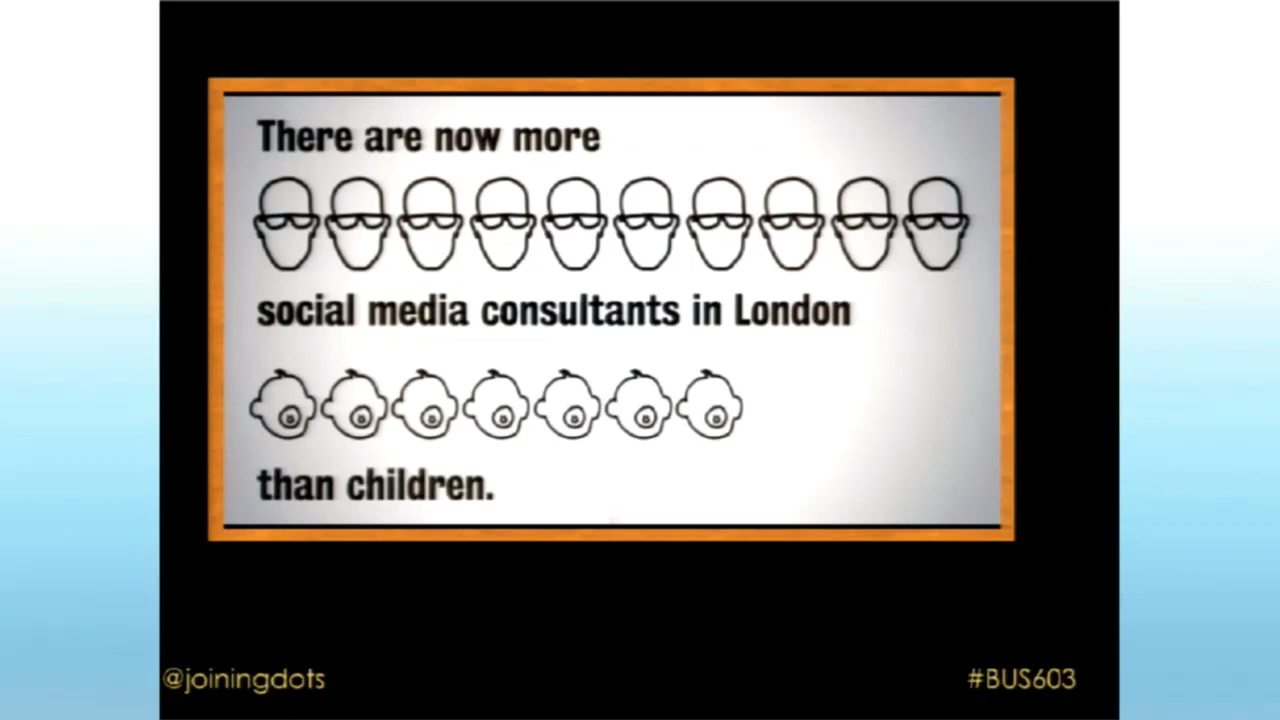 There are now more
social media consultants in London
than children.
@joiningdots
#BUS603